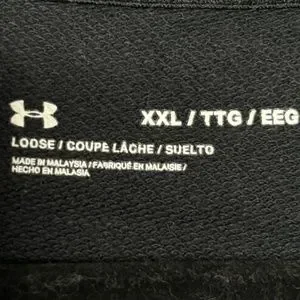 XXL / TTG / EEG
LOOSE / COUPE LÂCHE / SUELTO
MADE IN MALAYSIA / FABRIQUÉ EN MALAISIE /
HECHO EN MALASIA